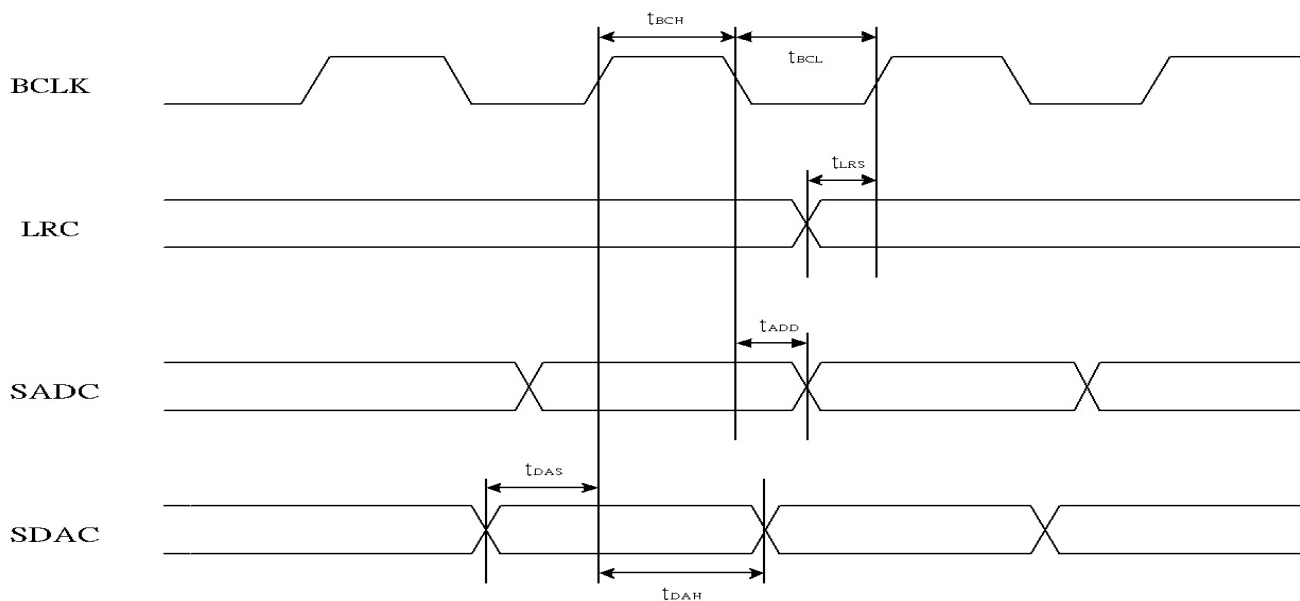 tBCH
tBCL
BCLK
tLRS
LRC
tADD
SADC
tDAS
SDAC
tDAH